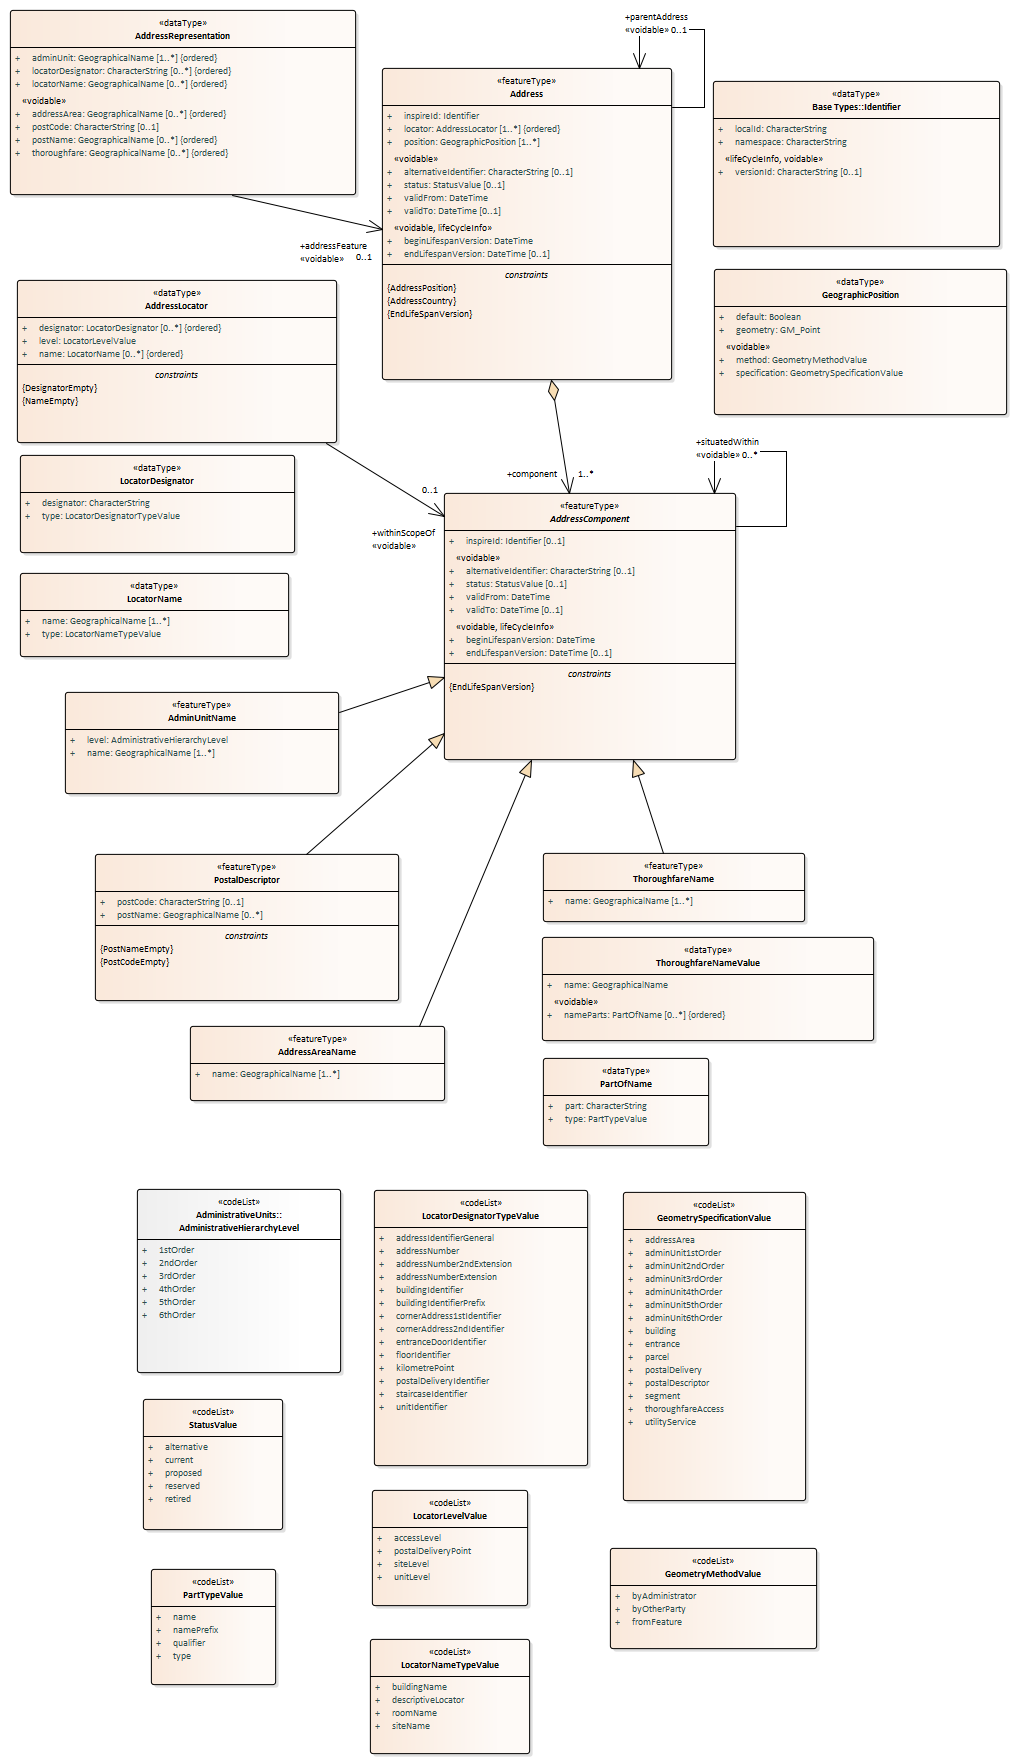 «dataType»
AddressRepresentation
+ adminUnit: GeographicalName [1..*] {ordered}
+ locatorDesignator: CharacterString [0..*] {ordered}
+ locatorName: GeographicalName [0..*] {ordered}
«voidable»
+ addressArea: GeographicalName [0..*] {ordered}
+ postCode: CharacterString [0..1]
+ postName: GeographicalName [0..*] {ordered}
+ thoroughfare: GeographicalName [0..*] {ordered}
+parentAddress
«voidable» 0..1
«featureType»
Address
+ inspireId: Identifier
+ locator: AddressLocator [1..*] {ordered}
+ position: GeographicPosition [1..*]
«voidable»
+ alternativeIdentifier: CharacterString [0..1]
+ status: StatusValue [0..1]
+ validFrom: DateTime
+ validTo: DateTime [0..1]
«voidable, lifeCycleInfo»
+ beginLifespanVersion: DateTime
+ endLifespanVersion: DateTime [0..1]
constraints
{AddressPosition}
{AddressCountry}
{EndLifeSpanVersion}
«dataType»
Base Types::Identifier
+ localId: CharacterString
+ namespace: CharacterString
«lifeCycleInfo, voidable»
+ versionId: CharacterString [0..1]
+addressFeature
«voidable» 0..1
«dataType»
GeographicPosition
+ default: Boolean
+ geometry: GM_Point
«voidable»
+ method: GeometryMethodValue
+ specification: GeometrySpecificationValue
«dataType»
AddressLocator
+ designator: LocatorDesignator [0..*] {ordered}
+ level: LocatorLevelValue
+ name: LocatorName [0..*] {ordered}
constraints
{DesignatorEmpty}
{NameEmpty}
+situatedWithin
«voidable» 0..*
+component 1..*
0..1
+withinScopeOf
«voidable»
«dataType»
LocatorDesignator
+ designator: CharacterString
+ type: LocatorDesignatorTypeValue
«featureType»
AddressComponent
+ inspireId: Identifier [0..1]
«voidable»
+ alternativeIdentifier: CharacterString [0..1]
+ status: StatusValue [0..1]
+ validFrom: DateTime
+ validTo: DateTime [0..1]
«voidable, lifeCycleInfo»
+ beginLifespanVersion: DateTime
+ endLifespanVersion: DateTime [0..1]
constraints
{EndLifeSpanVersion}
«dataType»
LocatorName
+ name: GeographicalName [1..*]
+ type: LocatorNameTypeValue
«featureType»
AdminUnitName
+ level: AdministrativeHierarchyLevel
+ name: GeographicalName [1..*]
«featureType»
PostalDescriptor
+ postCode: CharacterString [0..1]
+ postName: GeographicalName [0..*]
constraints
{PostNameEmpty}
{PostCodeEmpty}
«featureType»
ThoroughfareName
+ name: GeographicalName [1..*]
«dataType»
ThoroughfareNameValue
+ name: GeographicalName
«voidable»
+ nameParts: PartOfName [0..*] {ordered}
«featureType»
AddressAreaName
+ name: GeographicalName [1..*]
«dataType»
PartOfName
+ part: CharacterString
+ type: PartTypeValue
«codeList»
AdministrativeUnits::
AdministrativeHierarchyLevel
+ 1stOrder
+ 2ndOrder
+ 3rdOrder
+ 4thOrder
+ 5thOrder
+ 6thOrder
«codeList»
LocatorDesignatorTypeValue
+ addressIdentifierGeneral
+ addressNumber
+ addressNumber2ndExtension
+ addressNumberExtension
+ buildingIdentifier
+ buildingIdentifierPrefix
+ cornerAddress1stIdentifier
+ cornerAddress2ndIdentifier
+ entranceDoorIdentifier
+ floorIdentifier
+ kilometrePoint
+ postalDeliveryIdentifier
+ staircaseIdentifier
+ unitIdentifier
«codeList»
GeometrySpecificationValue
+ addressArea
+ adminUnit1stOrder
+ adminUnit2ndOrder
+ adminUnit3rdOrder
+ adminUnit4thOrder
+ adminUnit5thOrder
+ adminUnit6thOrder
+ building
+ entrance
+ parcel
+ postalDelivery
+ postalDescriptor
+ segment
+ thoroughfareAccess
+ utilityService
«codeList»
StatusValue
+ alternative
+ current
+ proposed
+ reserved
+ retired
«codeList»
LocatorLevelValue
+ accessLevel
+ postalDeliveryPoint
+ siteLevel
+ unitLevel
«codeList»
GeometryMethodValue
+ byAdministrator
+ byOtherParty
+ fromFeature
«codeList»
PartTypeValue
+ name
+ namePrefix
+ qualifier
+ type
«codeList»
LocatorNameTypeValue
+ buildingName
+ descriptiveLocator
+ roomName
+ siteName